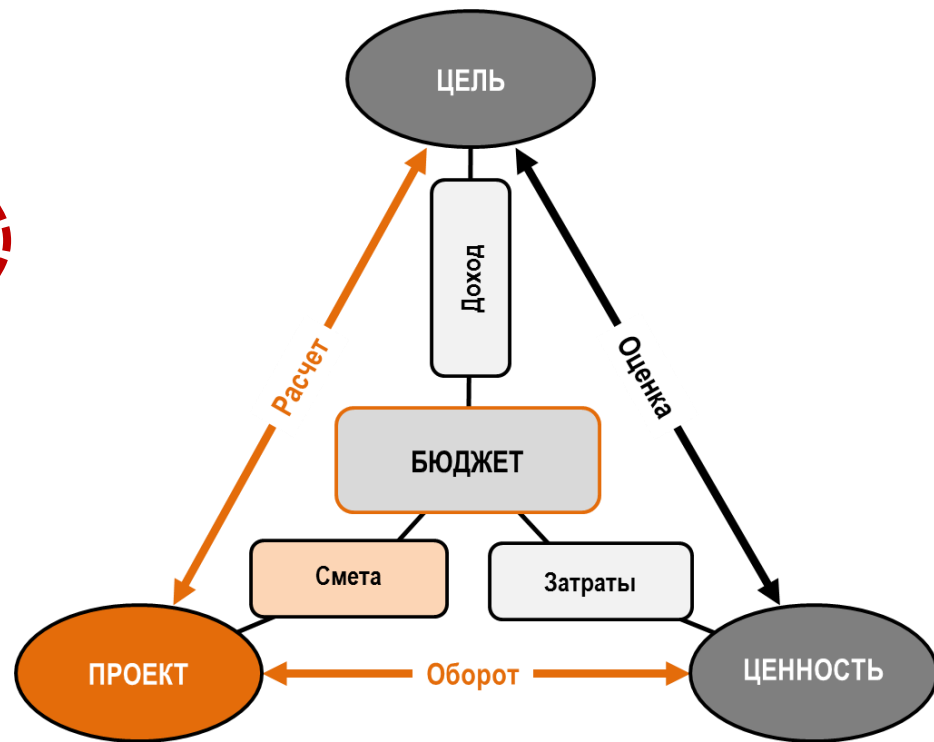 ЦЕЛЬ
Доход
Расчет
Оценка
БЮДЖЕТ
Смета
Затраты
ПРОЕКТ
Оборот
ЦЕННОСТЬ